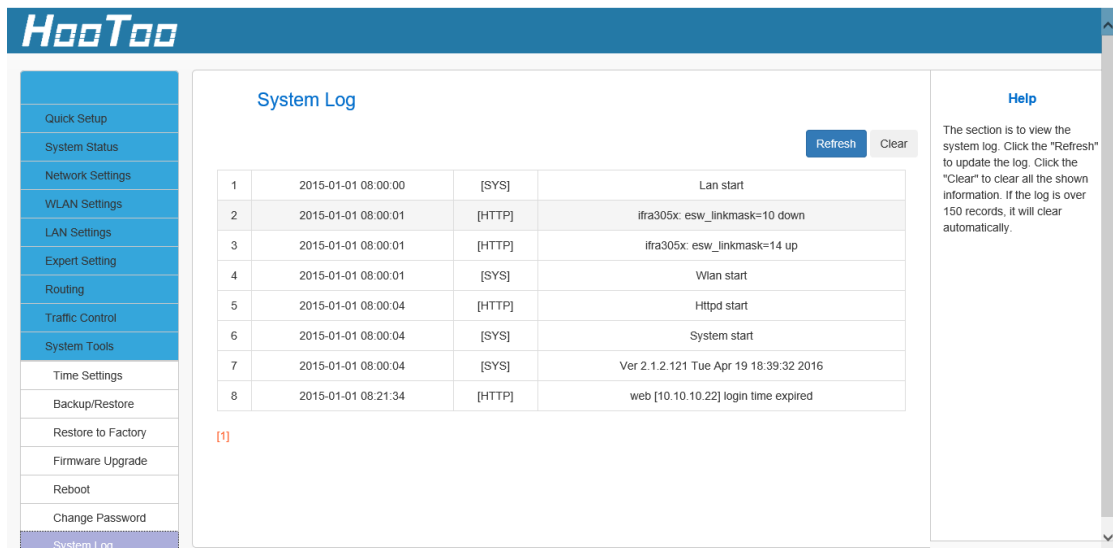 HooToo
Quick Setup
System Status
Network Settings
WLAN Settings
LAN Settings
Expert Setting
Routing
Traffic Control
System Tools
Time Settings
Backup/Restore
Restore to Factory
Firmware Upgrade
Reboot
Change Password
System Log
System Log
Refresh Clear
1 2015-01-01 08:00:00 [SYS] Lan start
2 2015-01-01 08:00:01 [HTTP] ifra305x: esw_linkmask=10 down
3 2015-01-01 08:00:01 [HTTP] ifra305x: esw_linkmask=14 up
4 2015-01-01 08:00:01 [SYS] Wlan start
5 2015-01-01 08:00:04 [HTTP] Httpd start
6 2015-01-01 08:00:04 [SYS] System start
7 2015-01-01 08:00:04 [SYS] Ver 2.1.2.121 Tue Apr 19 18:39:32 2016
8 2015-01-01 08:21:34 [HTTP] web [10.10.10.22] login time expired
[1]
Help
The section is to view the
system log. Click the "Refresh"
to update the log. Click the
"Clear" to clear all the shown
information. If the log is over
150 records, it will clear
automatically.